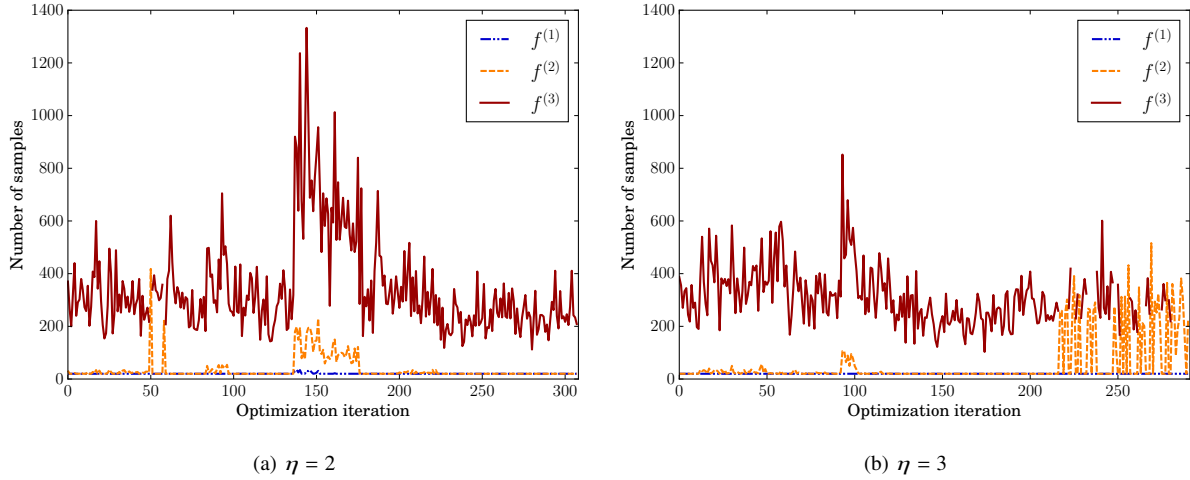 1400
1200
1000
800
600
400
200
0
Number of samples
f^(1)
f^(2)
f^(3)
0 50 100 150 200 250 300
Optimization iteration
(a) η = 2
1400
1200
1000
800
600
400
200
0
Number of samples
f^(1)
f^(2)
f^(3)
0 50 100 150 200 250
Optimization iteration
(b) η = 3